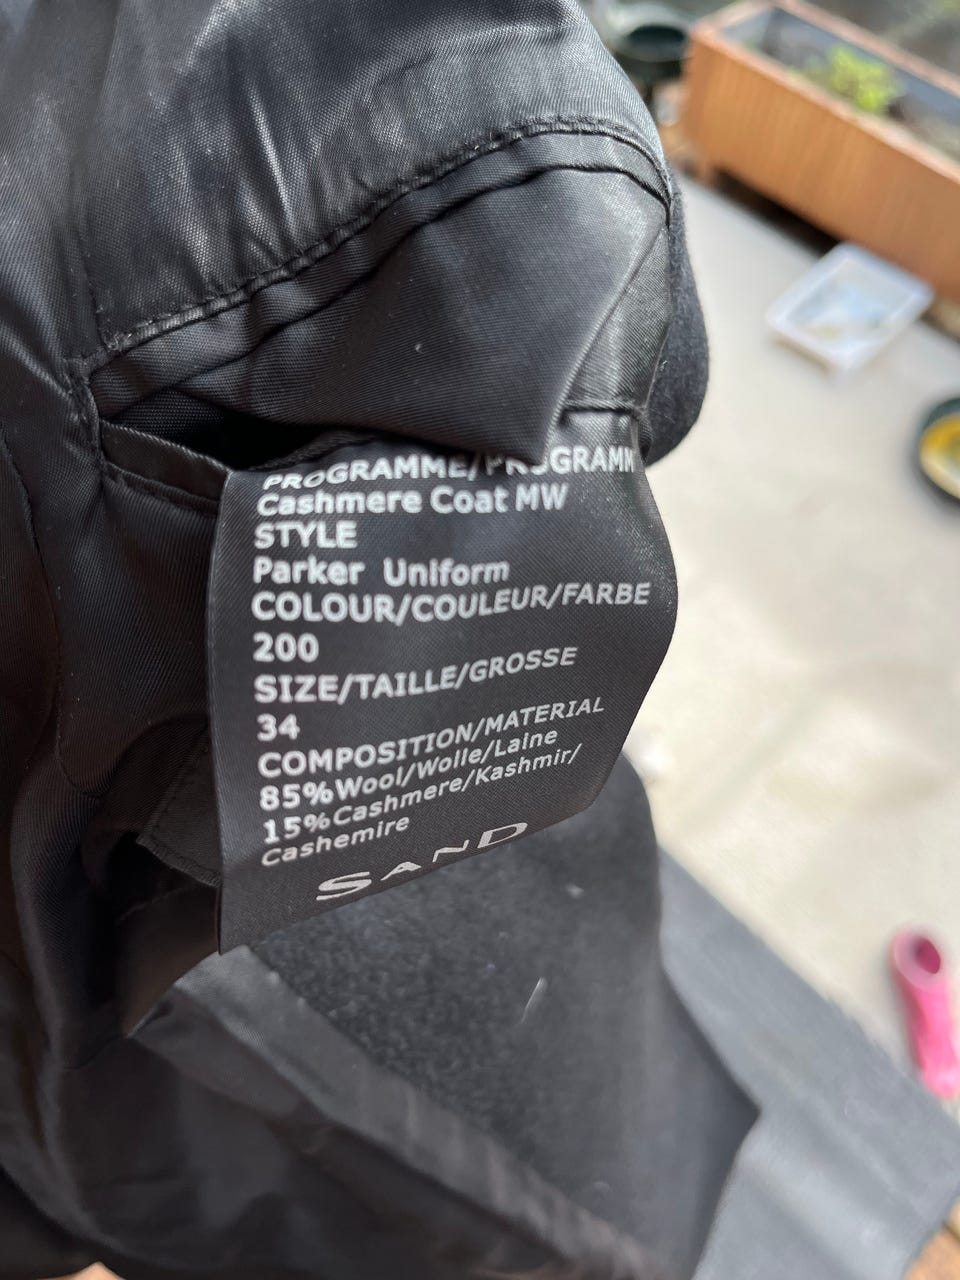 PROGRAMME/PROGRAMM
Cashmere Coat MW
STYLE
Parker Uniform
COLOUR/COULEUR/FARBE
200
SIZE/TAILLE/GROSSE
34
COMPOSITION/MATERIAL
85%Wool/Wolle/Laine
15%Cashmere/Kashmir/
Cashemire
SAND